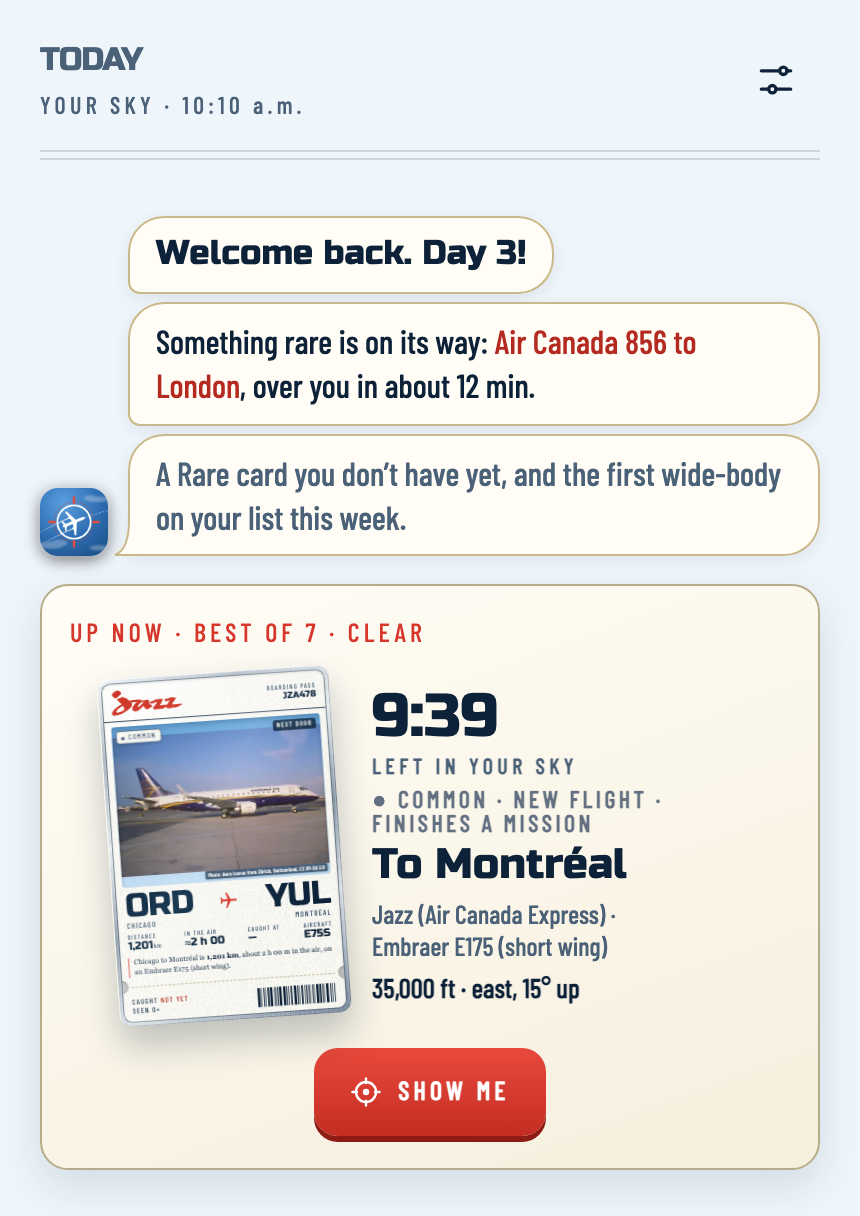 TODAY
YOUR SKY · 10:10 a.m.
Welcome back. Day 3!
Something rare is on its way: Air Canada 856 to
London, over you in about 12 min.
A Rare card you don’t have yet, and the first wide-body
on your list this week.
UP NOW · BEST OF 7 · CLEAR
Jazz
BOARDING PASS
JZA478
COMMON
NEXT DOOR
ORD
YUL
CHICAGO
MONTRÉAL
DISTANCE
1,201km
IN THE AIR
≈2 h 00
CAUGHT AT
—
AIRCRAFT
E75S
Chicago to Montréal is 1,201 km, about 2 h 00 m in the air, on
an Embraer E175 (short wing).
CAUGHT NOT YET
SEEN 0×
9:39
LEFT IN YOUR SKY
● COMMON · NEW FLIGHT ·
FINISHES A MISSION
To Montréal
Jazz (Air Canada Express) ·
Embraer E175 (short wing)
35,000 ft · east, 15° up
SHOW ME